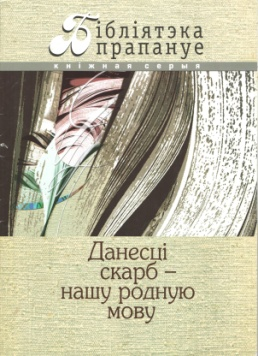 Бібліятэка
прапануе
кніжная серыя
Данесці
скарб –
нашу родную
мову